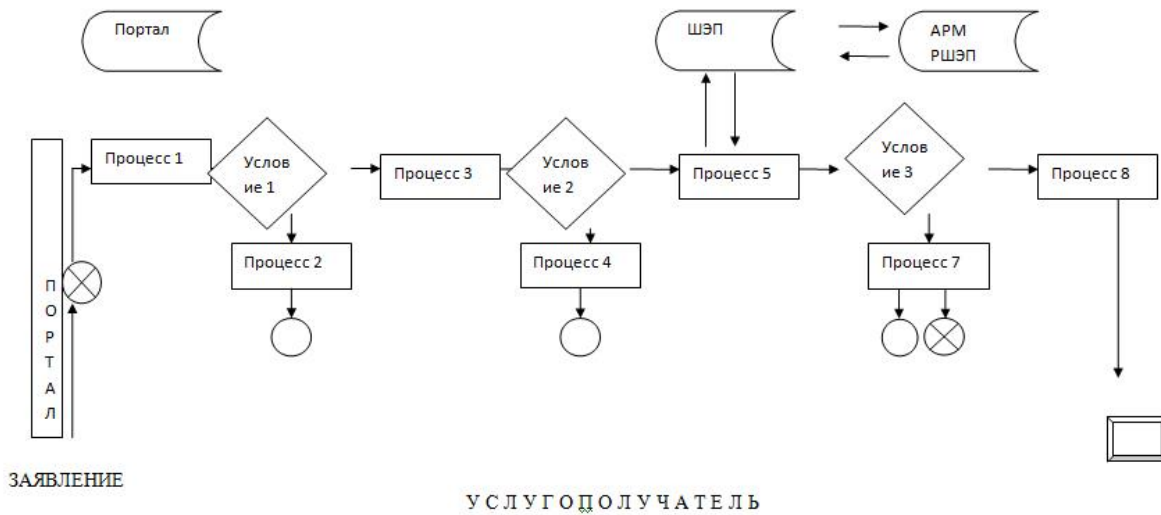 Портал
ШЭП
АРМ
РШЭП
Процесс 1
Услов
ие 1
Процесс 3
Услов
ие 2
Процесс 5
Услов
ие 3
Процесс 8
Процесс 2
Процесс 4
Процесс 7
П
О
Р
Т
А
Л
ЗАЯВЛЕНИЕ
У С Л У Г О П О Л У Ч А Т Е Л Ь